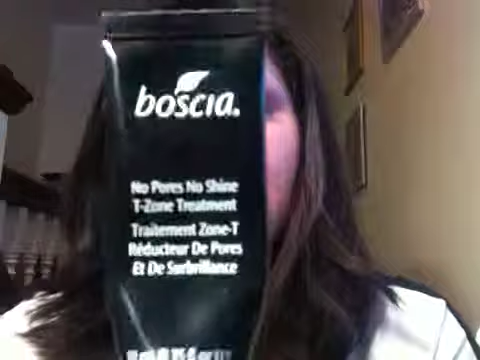 boscia.
No Pores No Shine
T-Zone Treatment
Traitement Zone-T
Réducteur De Pores
Et De Surbrillance